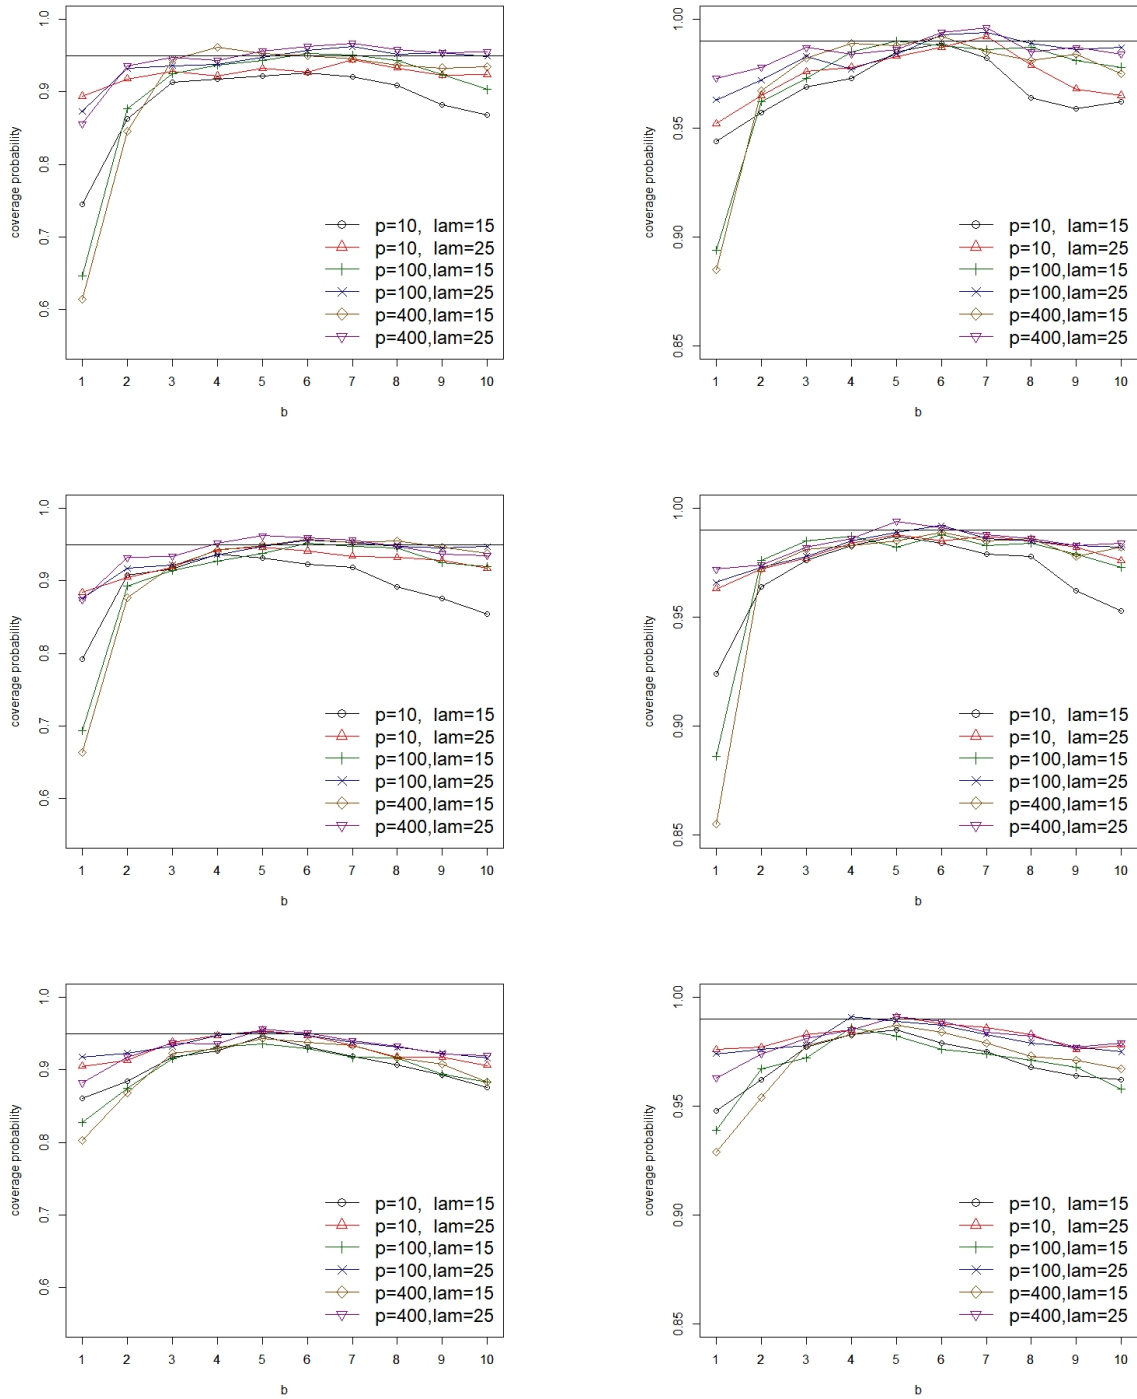 coverage probability
1.0
0.9
0.8
0.7
0.6
1 2 3 4 5 6 7 8 9 10
b
p=10, lam=15
p=10, lam=25
p=100,lam=15
p=100,lam=25
p=400,lam=15
p=400,lam=25
coverage probability
1.00
0.95
0.90
0.85
1 2 3 4 5 6 7 8 9 10
b
p=10, lam=15
p=10, lam=25
p=100,lam=15
p=100,lam=25
p=400,lam=15
p=400,lam=25
coverage probability
1.0
0.9
0.8
0.7
0.6
1 2 3 4 5 6 7 8 9 10
b
p=10, lam=15
p=10, lam=25
p=100,lam=15
p=100,lam=25
p=400,lam=15
p=400,lam=25
coverage probability
1.00
0.95
0.90
0.85
1 2 3 4 5 6 7 8 9 10
b
p=10, lam=15
p=10, lam=25
p=100,lam=15
p=100,lam=25
p=400,lam=15
p=400,lam=25
coverage probability
1.0
0.9
0.8
0.7
0.6
1 2 3 4 5 6 7 8 9 10
b
p=10, lam=15
p=10, lam=25
p=100,lam=15
p=100,lam=25
p=400,lam=15
p=400,lam=25
coverage probability
1.00
0.95
0.90
0.85
1 2 3 4 5 6 7 8 9 10
b
p=10, lam=15
p=10, lam=25
p=100,lam=15
p=100,lam=25
p=400,lam=15
p=400,lam=25